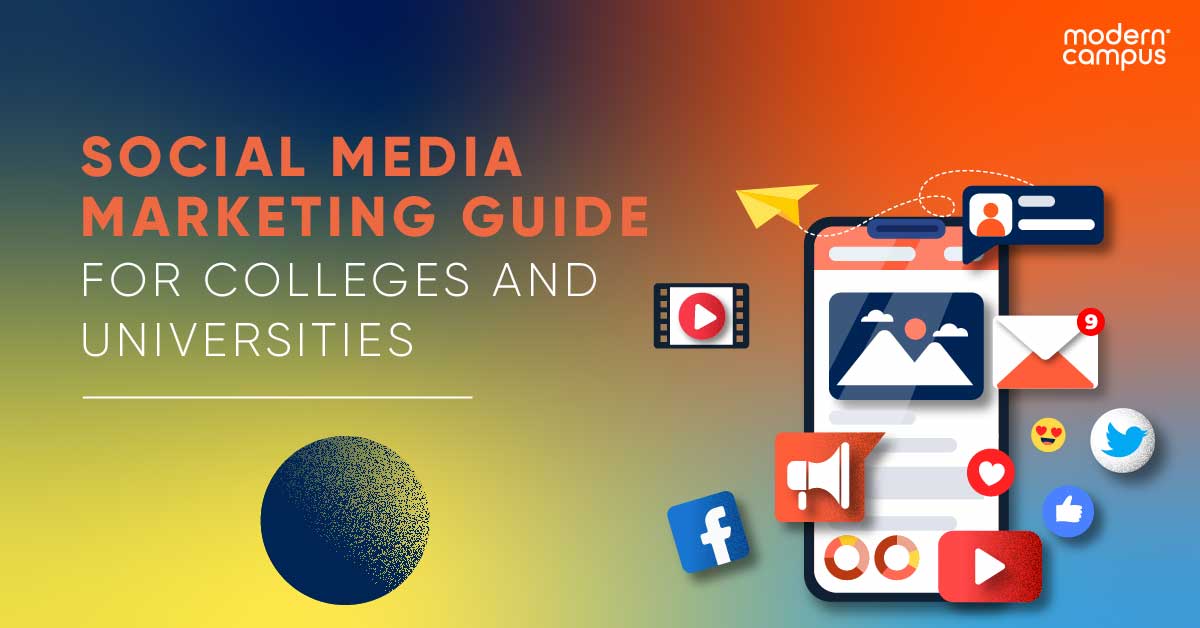 modern®
campus
SOCIAL MEDIA
MARKETING GUIDE
FOR COLLEGES AND
UNIVERSITIES
9
f